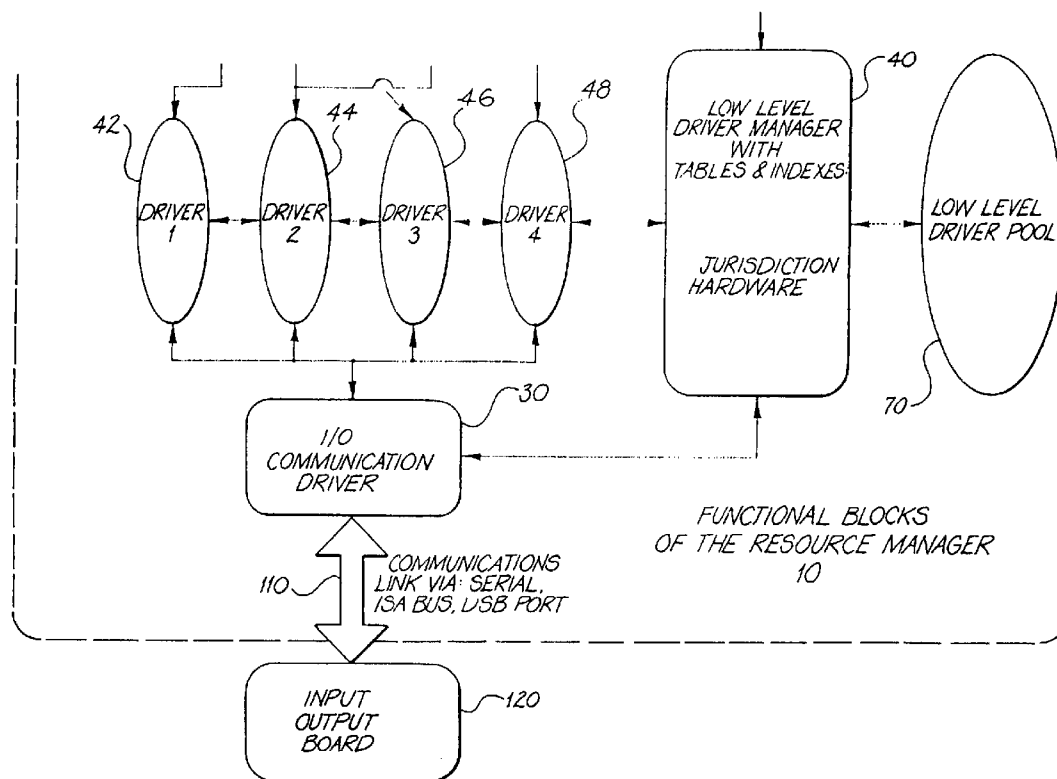 40
42
44
46
48
LOW LEVEL
DRIVER MANAGER
WITH
TABLES & INDEXES
JURISDICTION
HARDWARE
DRIVER
1
DRIVER
2
DRIVER
3
DRIVER
4
LOW LEVEL
DRIVER POOL
70
30
I/O
COMMUNICATION
DRIVER
FUNCTIONAL BLOCKS
OF THE RESOURCE MANAGER
10
110
COMMUNICATIONS
LINK VIA: SERIAL,
ISA BUS, USB PORT
INPUT
OUTPUT
BOARD
120